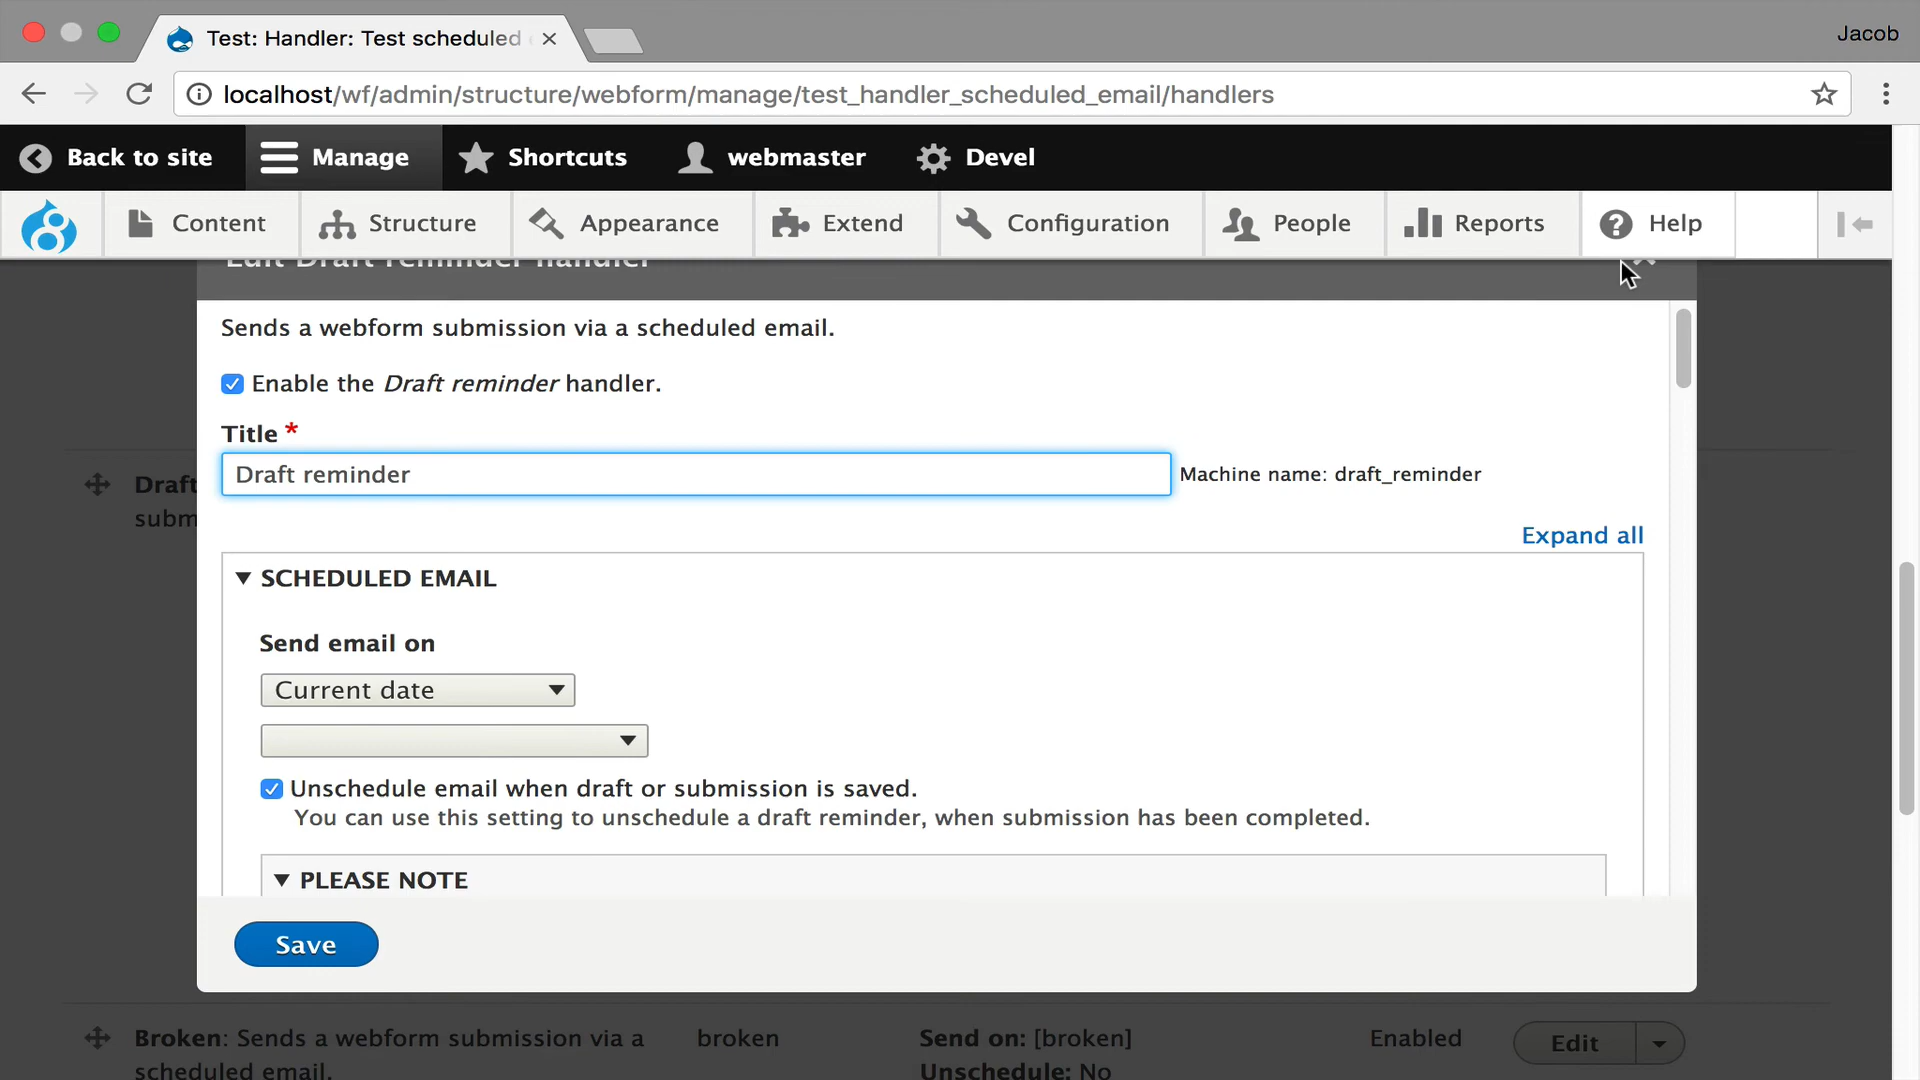 Test: Handler: Test scheduled
Jacob
localhost/wf/admin/structure/webform/manage/test_handler_scheduled_email/handlers
Back to site
Manage
Shortcuts
webmaster
Devel
Content
Structure
Appearance
Extend
Configuration
People
Reports
Help
Edit Draft reminder handler
Sends a webform submission via a scheduled email.
Enable the Draft reminder handler.
Title *
Draft reminder
Machine name: draft_reminder
Draft
subm
Expand all
SCHEDULED EMAIL
Send email on
Current date
Unschedule email when draft or submission is saved.
You can use this setting to unschedule a draft reminder, when submission has been completed.
PLEASE NOTE
Save
Broken: Sends a webform submission via a
scheduled email.
broken
Send on: [broken]
Unschedule: No
Enabled
Edit